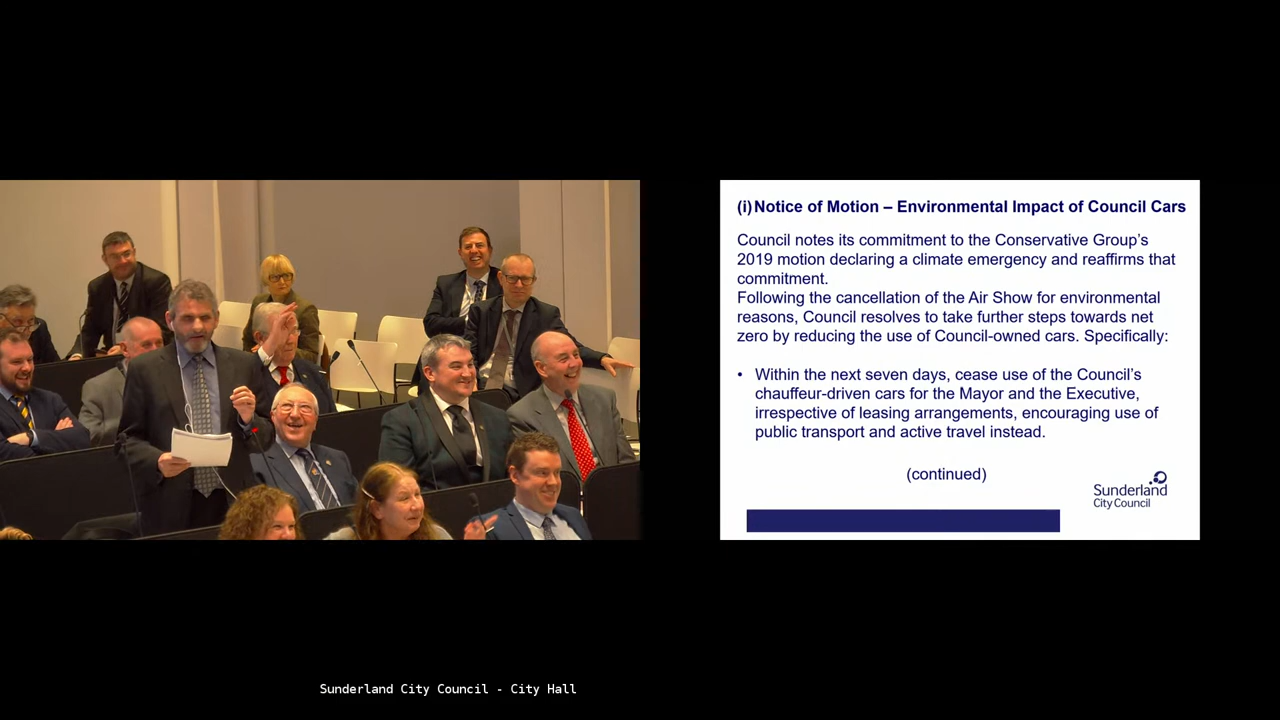 (i) Notice of Motion – Environmental Impact of Council Cars
Council notes its commitment to the Conservative Group’s
2019 motion declaring a climate emergency and reaffirms that
commitment.
Following the cancellation of the Air Show for environmental
reasons, Council resolves to take further steps towards net
zero by reducing the use of Council-owned cars. Specifically:
• Within the next seven days, cease use of the Council’s
chauffeur-driven cars for the Mayor and the Executive,
irrespective of leasing arrangements, encouraging use of
public transport and active travel instead.
(continued)
Sunderland
City Council
Sunderland City Council - City Hall